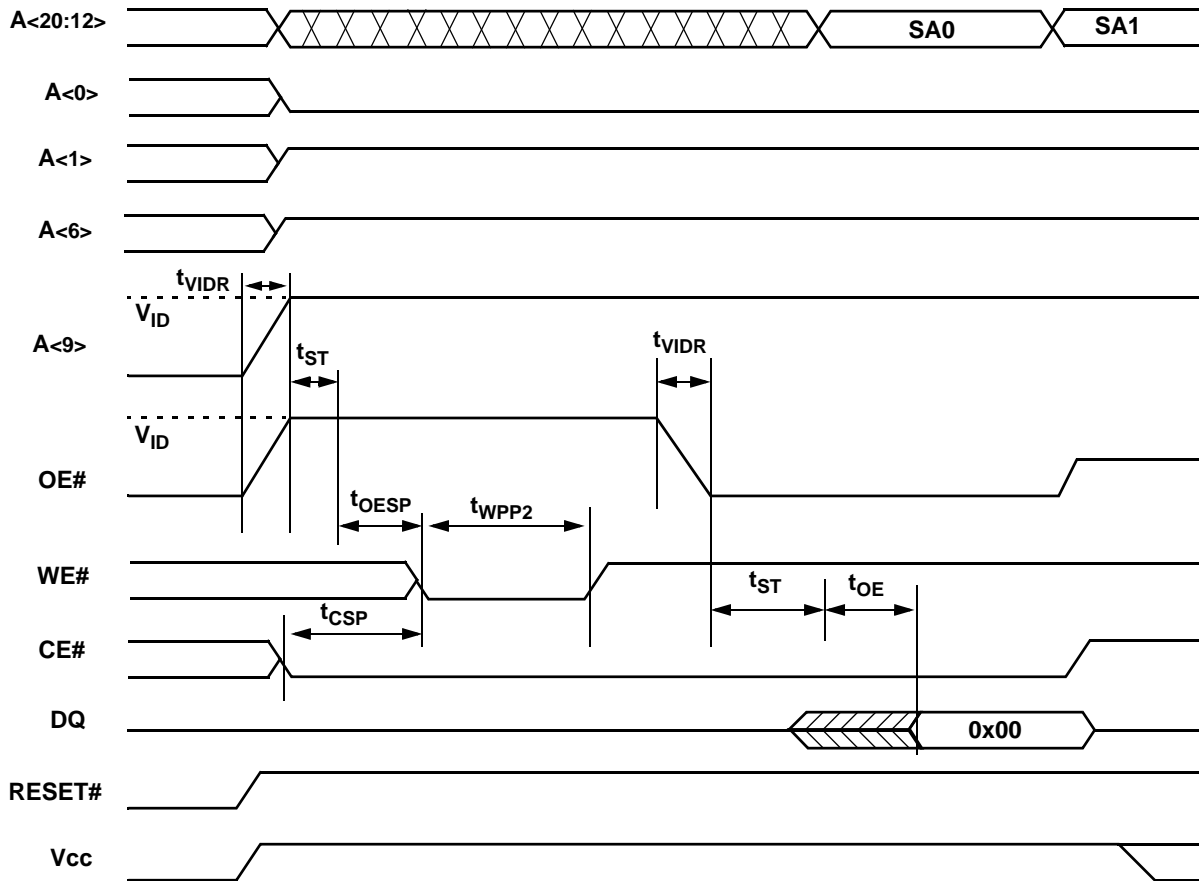 A<20:12>
SA0
SA1
A<0>
A<1>
A<6>
tVIDR
VID
A<9>
tST
tVIDR
VID
OE#
tOESP
tWPP2
WE#
tST
tOE
tCSP
CE#
DQ
0x00
RESET#
Vcc